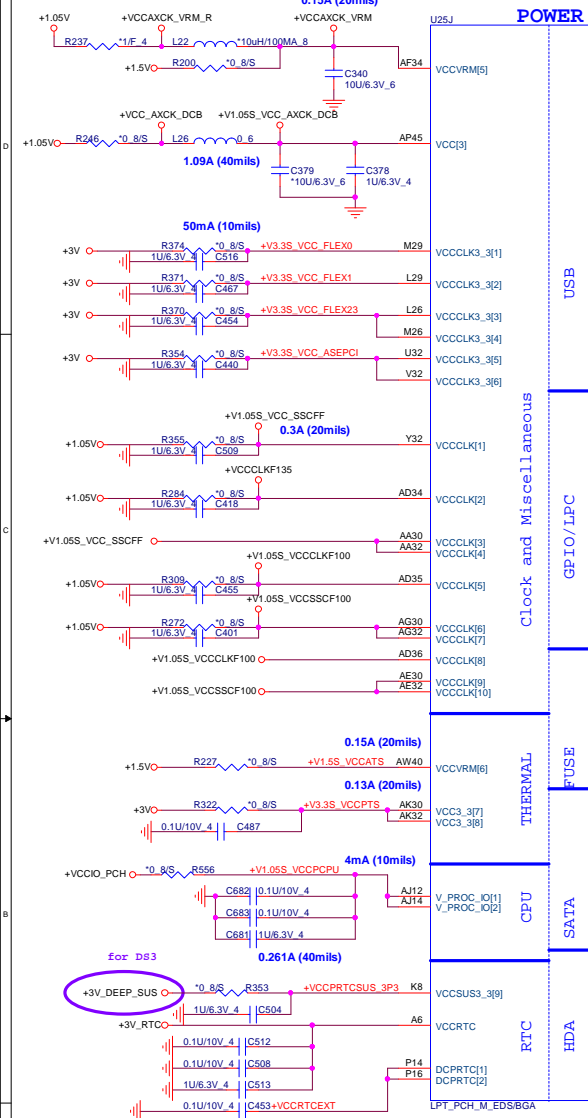 0.15A (20mils)
+1.05V +VCCAXCK_VRM_R +VCCAXCK_VRM U25J POWER
R237 *1/F_4 L22 *10uH/100MA_8
+1.5V R200 *0_8/S AF34 VCCVRM[5]
C340
10U/6.3V_6
+VCC_AXCK_DCB +V1.05S_VCC_AXCK_DCB
+1.05V R246 *0_8/S L26 0_6 AP45 VCC[3]
D
1.09A (40mils)
C379 C378
*10U/6.3V_6 1U/6.3V_4
50mA (10mils)
+3V R374 *0_8/S +V3.3S_VCC_FLEX0 M29 VCCCLK3_3[1]
1U/6.3V_4 C516
+3V R371 *0_8/S +V3.3S_VCC_FLEX1 L29 VCCCLK3_3[2]
1U/6.3V_4 C467
+3V R370 *0_8/S +V3.3S_VCC_FLEX23 L26 VCCCLK3_3[3]
1U/6.3V_4 C454
M26 VCCCLK3_3[4]
+3V R354 *0_8/S +V3.3S_VCC_ASEPCI U32 VCCCLK3_3[5]
1U/6.3V_4 C440
V32 VCCCLK3_3[6]
USB
+V1.05S_VCC_SSCFF
0.3A (20mils)
+1.05V R355 *0_8/S Y32 VCCCLK[1]
1U/6.3V_4 C509
+VCCCLKF135
+1.05V R284 *0_8/S AD34 VCCCLK[2]
1U/6.3V_4 C418
Clock and Miscellaneous
GPIO/LPC
C
+V1.05S_VCC_SSCFF AA30 VCCCLK[3]
AA32 VCCCLK[4]
+V1.05S_VCCCLKF100
+1.05V R309 *0_8/S AD35 VCCCLK[5]
1U/6.3V_4 C455
+V1.05S_VCCSSCF100
+1.05V R272 *0_8/S AG30 VCCCLK[6]
1U/6.3V_4 C401 AG32 VCCCLK[7]
+V1.05S_VCCCLKF100 AD36 VCCCLK[8]
+V1.05S_VCCSSCF100 AE30 VCCCLK[9]
AE32 VCCCLK[10]
0.15A (20mils)
+1.5V R227 *0_8/S +V1.5S_VCCATS AW40 VCCVRM[6]
FUSE
0.13A (20mils)
+3V R322 *0_8/S +V3.3S_VCCPTS AK30 VCC3_3[7]
AK32 VCC3_3[8]
0.1U/10V_4 C487
THERMAL
4mA (10mils)
+VCCIO_PCH *0_8/S R556 +V1.05S_VCCPCPU
C682 0.1U/10V_4 AJ12 V_PROC_IO[1]
AJ14 V_PROC_IO[2]
C683 0.1U/10V_4
C681 1U/6.3V_4
CPU
SATA
B
for DS3 0.261A (40mils)
+3V_DEEP_SUS *0_8/S R353 +VCCPRTCSUS_3P3 K8 VCCSUS3_3[9]
1U/6.3V_4 C504
+3V_RTC A6 VCCRTC
0.1U/10V_4 C512
0.1U/10V_4 C508
P14 DCPRTC[1]
P16 DCPRTC[2]
1U/6.3V_4 C513
RTC
HDA
0.1U/10V_4 C453 +VCCRTCEXT LPT_PCH_M_EDS/BGA